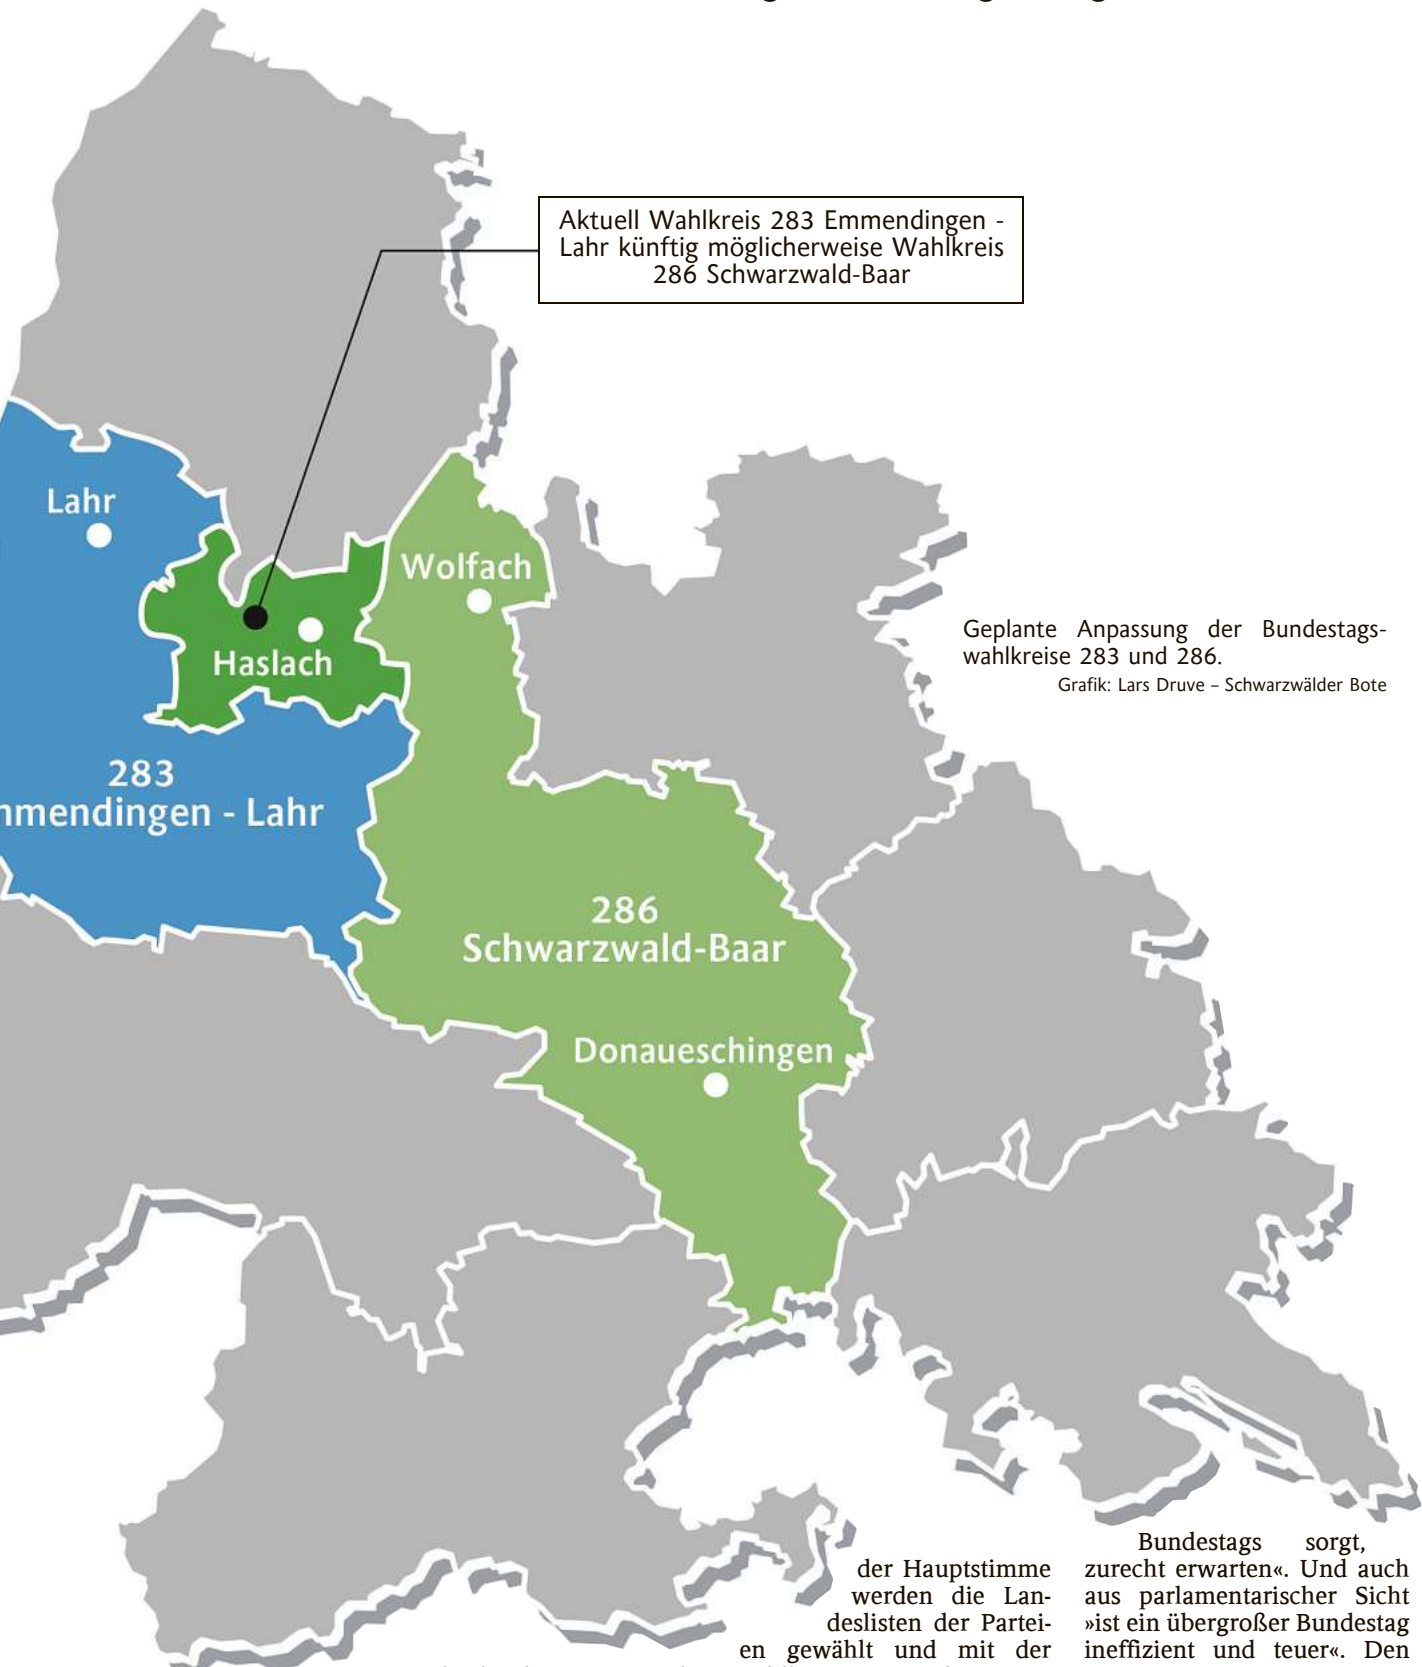 Aktuell Wahlkreis 283 Emmendingen -
Lahr künftig möglicherweise Wahlkreis
286 Schwarzwald-Baar
Lahr
Wolfach
Haslach
Geplante Anpassung der Bundestags-
wahlkreise 283 und 286.
Grafik: Lars Druve – Schwarzwälder Bote
283
mmendingen - Lahr
286
Schwarzwald-Baar
Donaueschingen
der Hauptstimme
werden die Lan-
deslisten der Partei-
en gewählt und mit der
Bundestags sorgt,
zurecht erwarten«. Und auch
aus parlamentarischer Sicht
»ist ein übergroßer Bundestag
ineffizient und teuer«. Den